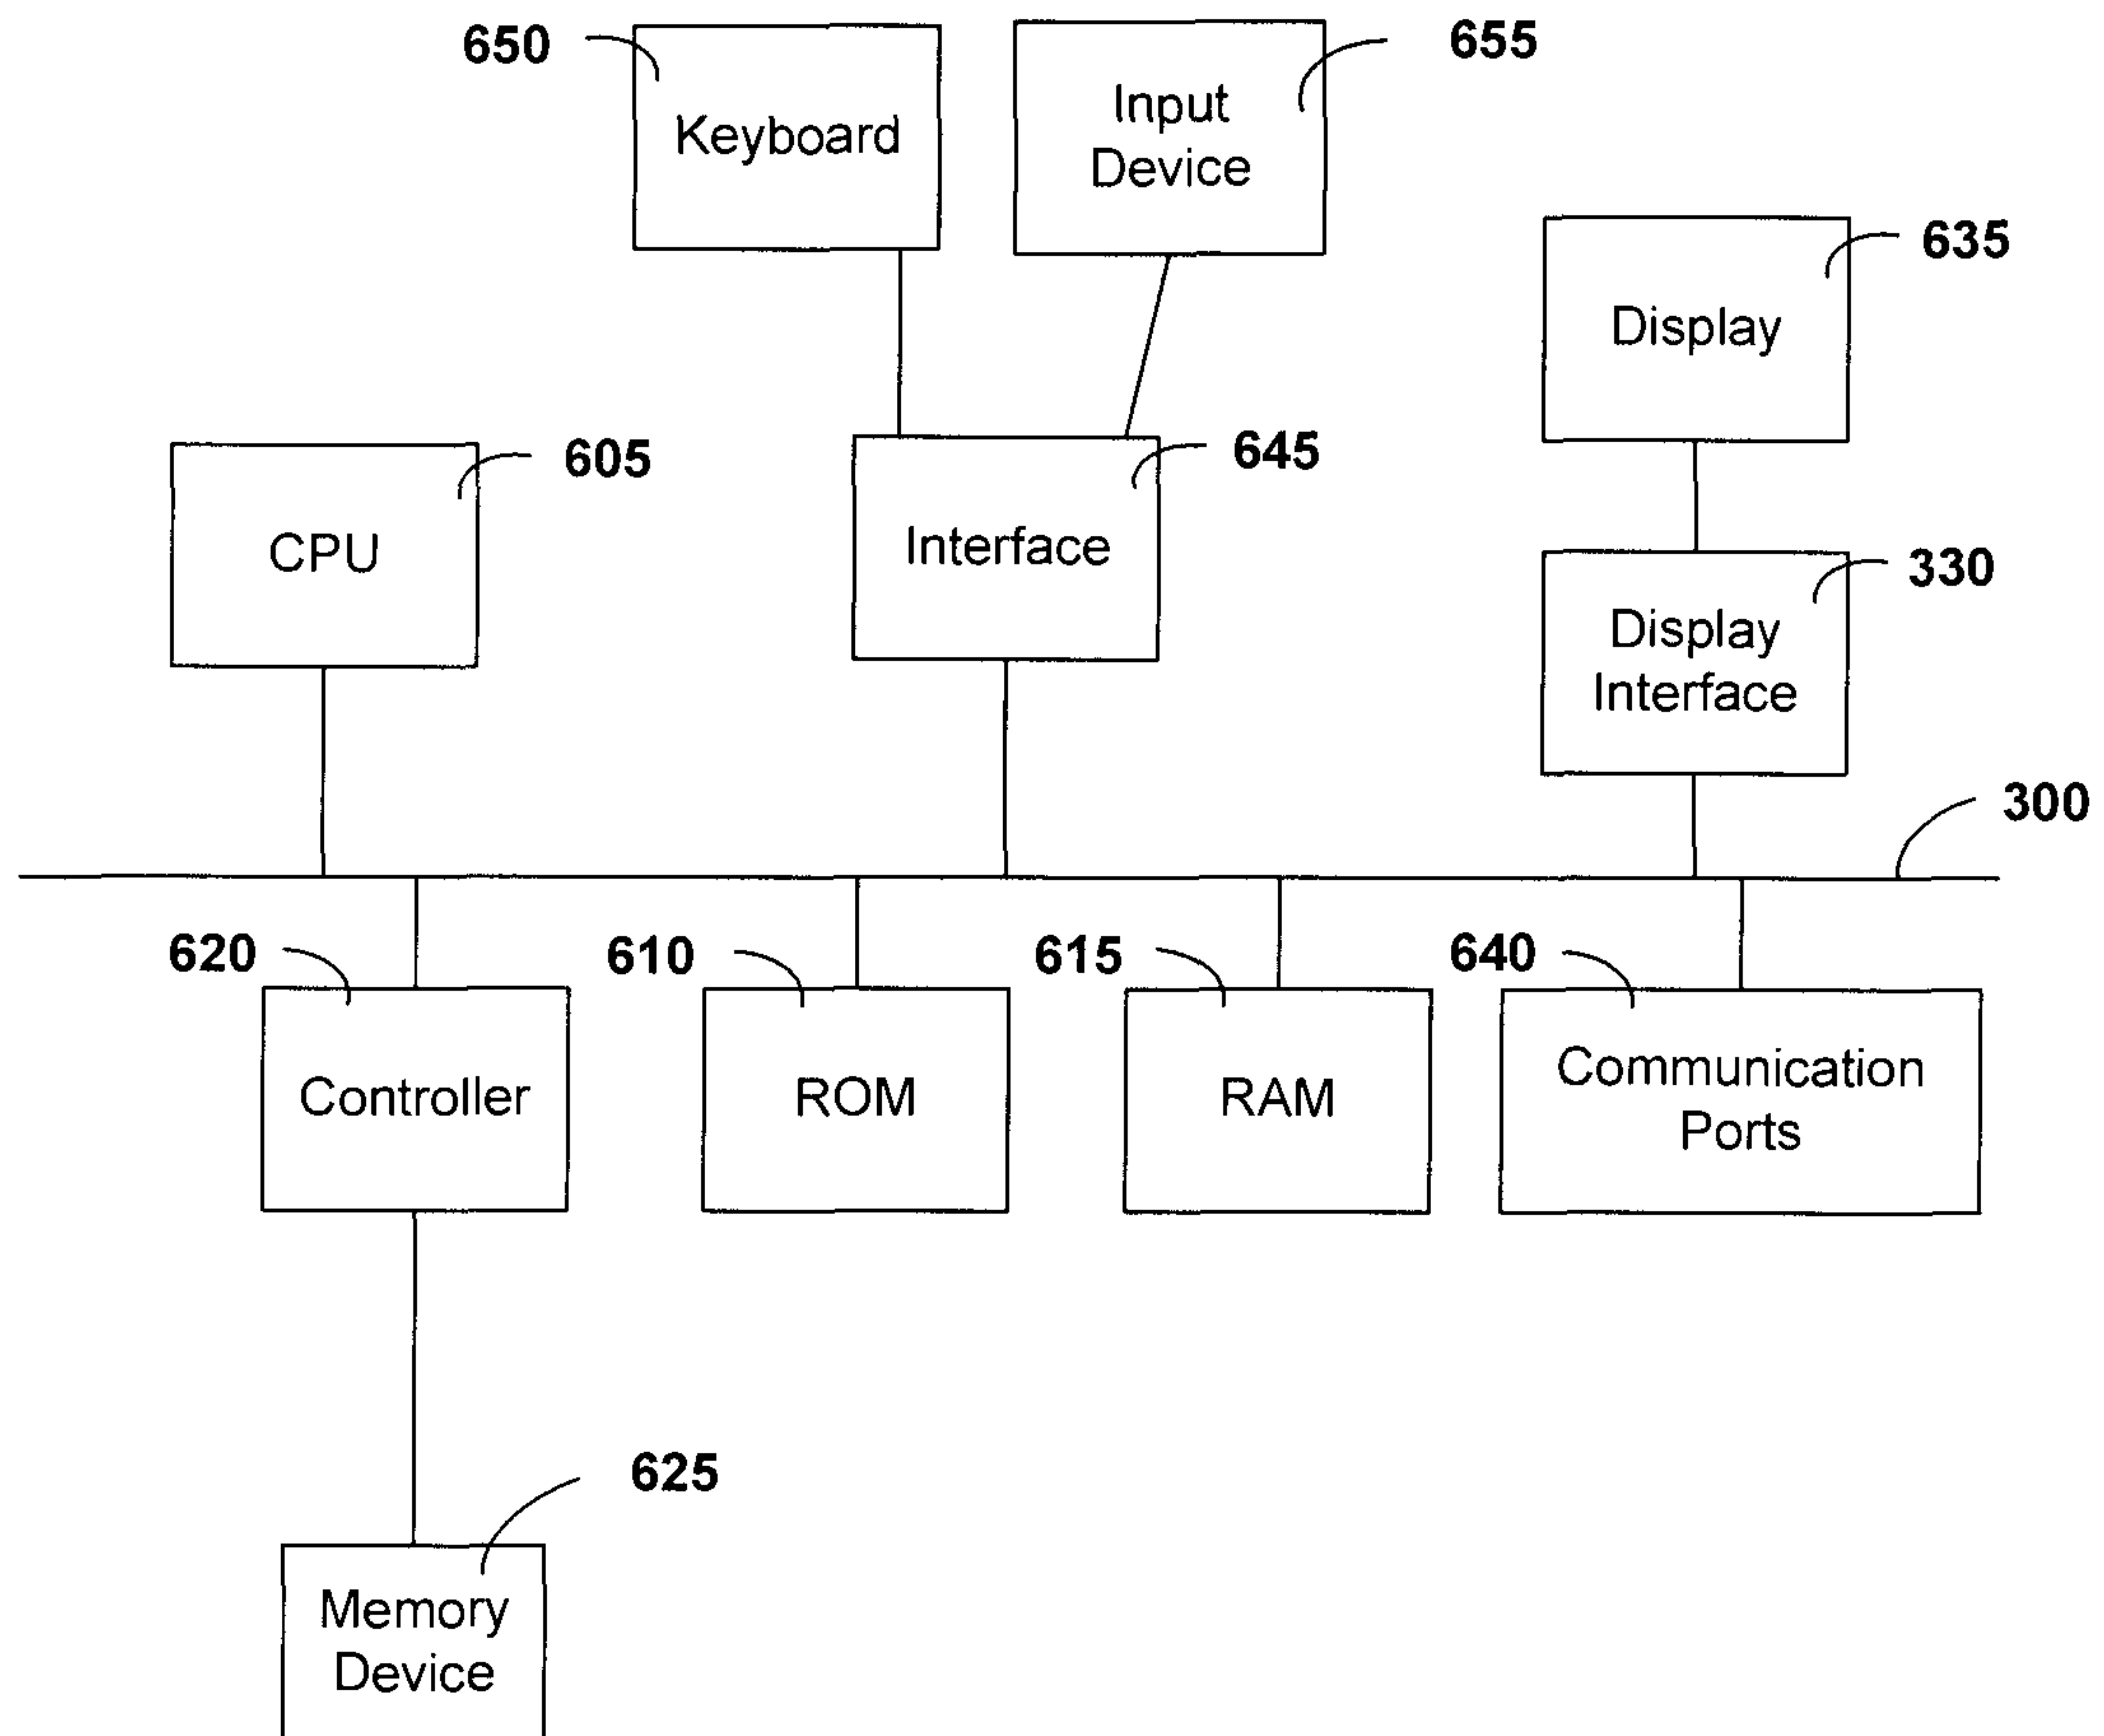 650
Keyboard
Input
Device
655
635
Display
605
CPU
645
Interface
330
Display
Interface
300
620
Controller
610
ROM
615
RAM
640
Communication
Ports
625
Memory
Device